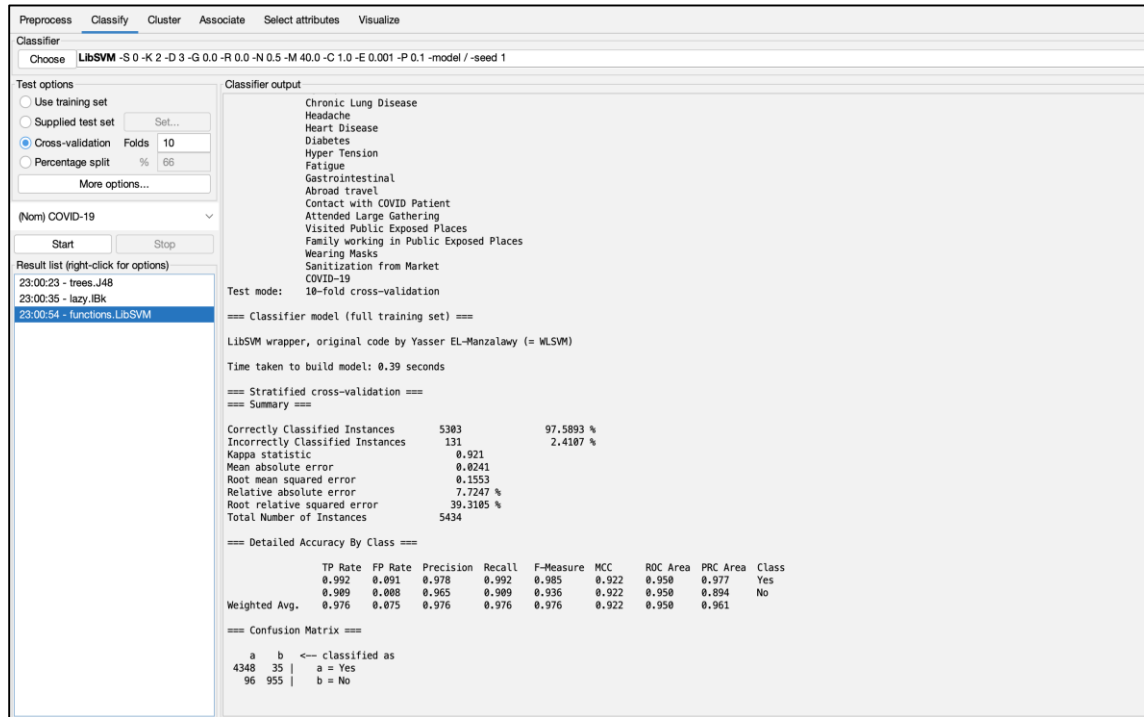 Preprocess Classify Cluster Associate Select attributes Visualize
Classifier
Choose LibSVM -S 0 -K 2 -D 3 -G 0.0 -R 0.0 -N 0.5 -M 40.0 -C 1.0 -E 0.001 -P 0.1 -model / -seed 1
Test options
Use training set
Supplied test set Set...
Cross-validation Folds 10
Percentage split % 66
More options...
(Nom) COVID-19
Start Stop
Result list (right-click for options)
23:00:23 - trees.J48
23:00:35 - lazy.IBk
23:00:54 - functions.LibSVM
Classifier output
Chronic Lung Disease
Headache
Heart Disease
Diabetes
Hyper Tension
Fatigue
Gastrointestinal
Abroad travel
Contact with COVID Patient
Attended Large Gathering
Visited Public Exposed Places
Family working in Public Exposed Places
Wearing Masks
Sanitization from Market
COVID-19
Test mode: 10-fold cross-validation
=== Classifier model (full training set) ===
LibSVM wrapper, original code by Yasser EL-Manzalawy (= WLSVM)
Time taken to build model: 0.39 seconds
=== Stratified cross-validation ===
=== Summary ===
Correctly Classified Instances 5303 97.5893 %
Incorrectly Classified Instances 131 2.4107 %
Kappa statistic 0.921
Mean absolute error 0.0241
Root mean squared error 0.1553
Relative absolute error 7.7247 %
Root relative squared error 39.3105 %
Total Number of Instances 5434
=== Detailed Accuracy By Class ===
TP Rate FP Rate Precision Recall F-Measure MCC ROC Area PRC Area Class
0.992 0.091 0.978 0.992 0.985 0.922 0.950 0.977 Yes
0.909 0.008 0.965 0.909 0.936 0.922 0.950 0.894 No
Weighted Avg. 0.976 0.075 0.976 0.976 0.976 0.922 0.950 0.961
=== Confusion Matrix ===
a b <-- classified as
4348 35 | a = Yes
96 955 | b = No